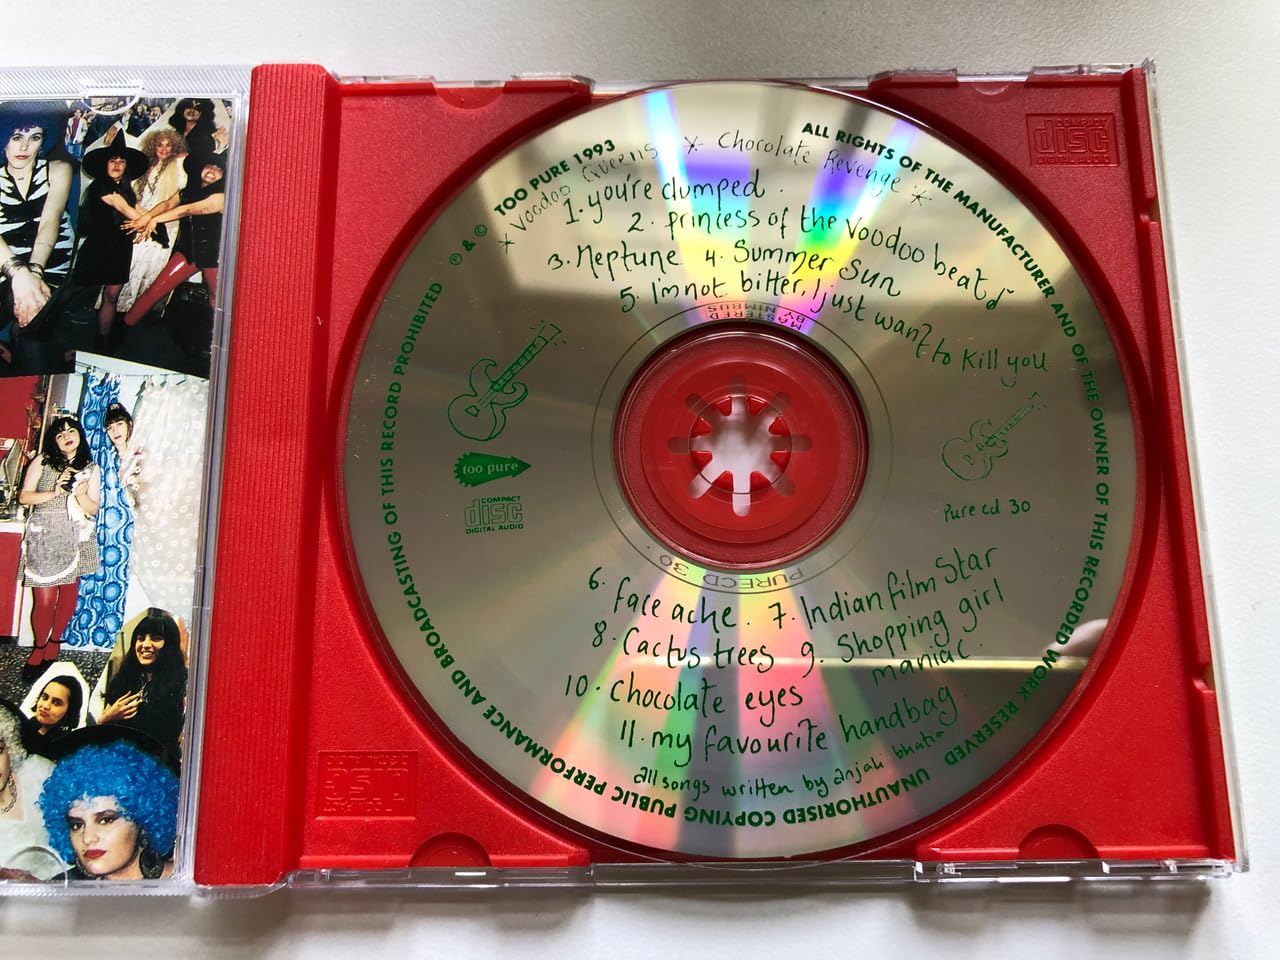 ℗ & © TOO PURE 1993
ALL RIGHTS OF THE MANUFACTURER AND OF THE OWNER OF THIS RECORDED WORK RESERVED
UNAUTHORISED COPYING PUBLIC PERFORMANCE AND BROADCASTING OF THIS RECORD PROHIBITED
* Voodoo Queens * Chocolate Revenge *
1. you're dumped.
2. princess of the voodoo beat
3. Neptune 4. Summer Sun
5. I'm not bitter, I just want to kill you
MASTERED
BY NIMBUS
too pure
COMPACT
disc
DIGITAL AUDIO
Pure cd 30
PURECD 30
6. face ache. 7. Indian film Star
8. Cactus trees 9. Shopping girl
maniac.
10. chocolate eyes
11. my favourite handbag.
all songs written by anjali bhatia
COMPACT
disc
DIGITAL AUDIO